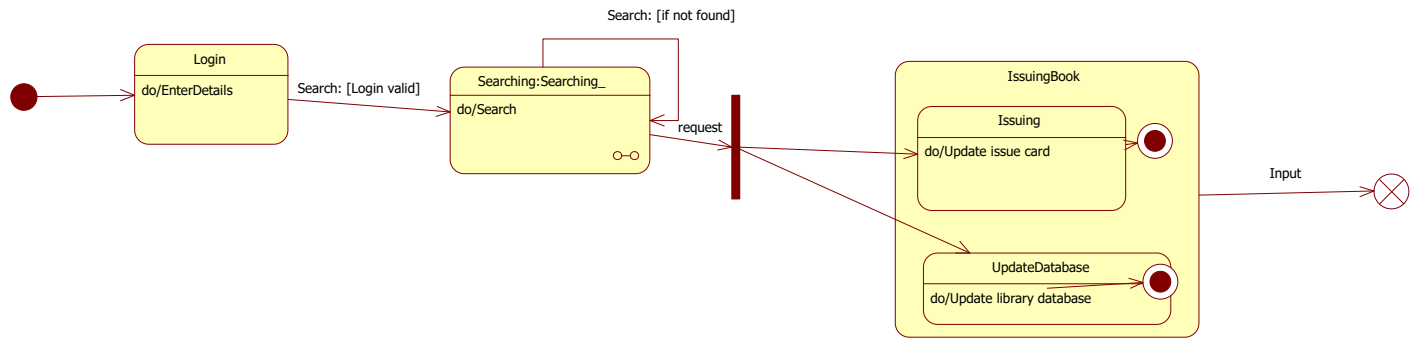 Search: [if not found]
Login
do/EnterDetails
Search: [Login valid]
Searching:Searching_
do/Search
request
IssuingBook
Issuing
do/Update issue card
UpdateDatabase
do/Update library database
Input